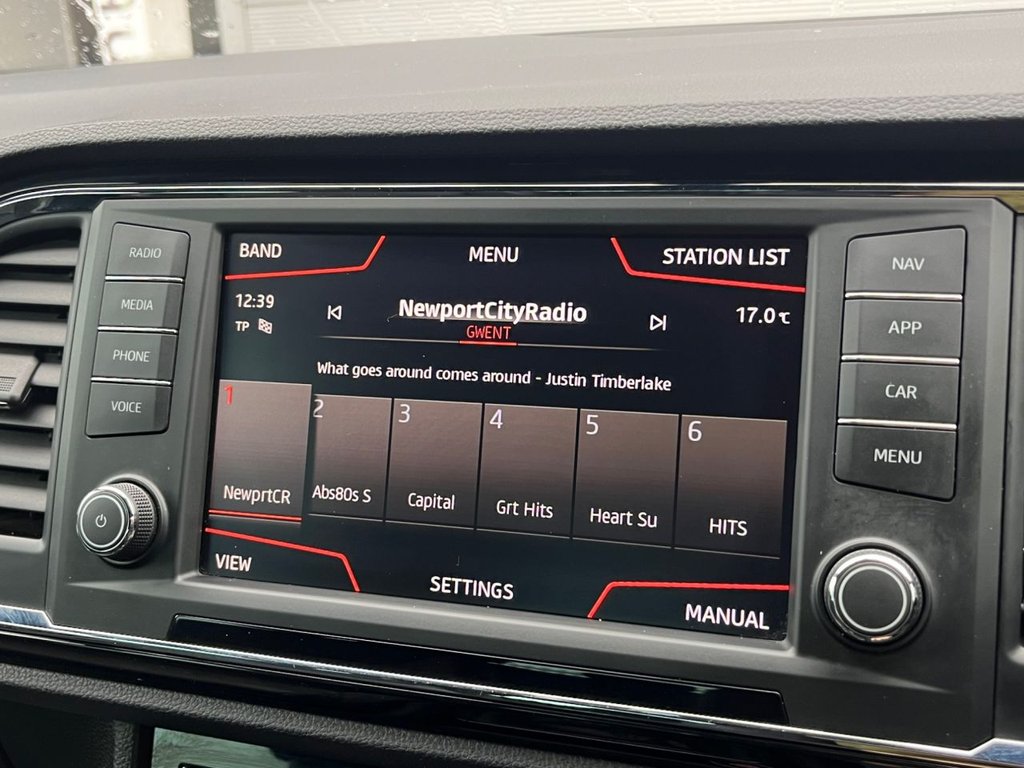 BAND
MENU
STATION LIST
12:39
TP
NewportCityRadio
GWENT
17.0°C
What goes around comes around - Justin Timberlake
1
2
3
4
5
6
NewprtCR
Abs80s S
Capital
Grt Hits
Heart Su
HITS
VIEW
SETTINGS
MANUAL
RADIO
MEDIA
PHONE
VOICE
NAV
APP
CAR
MENU